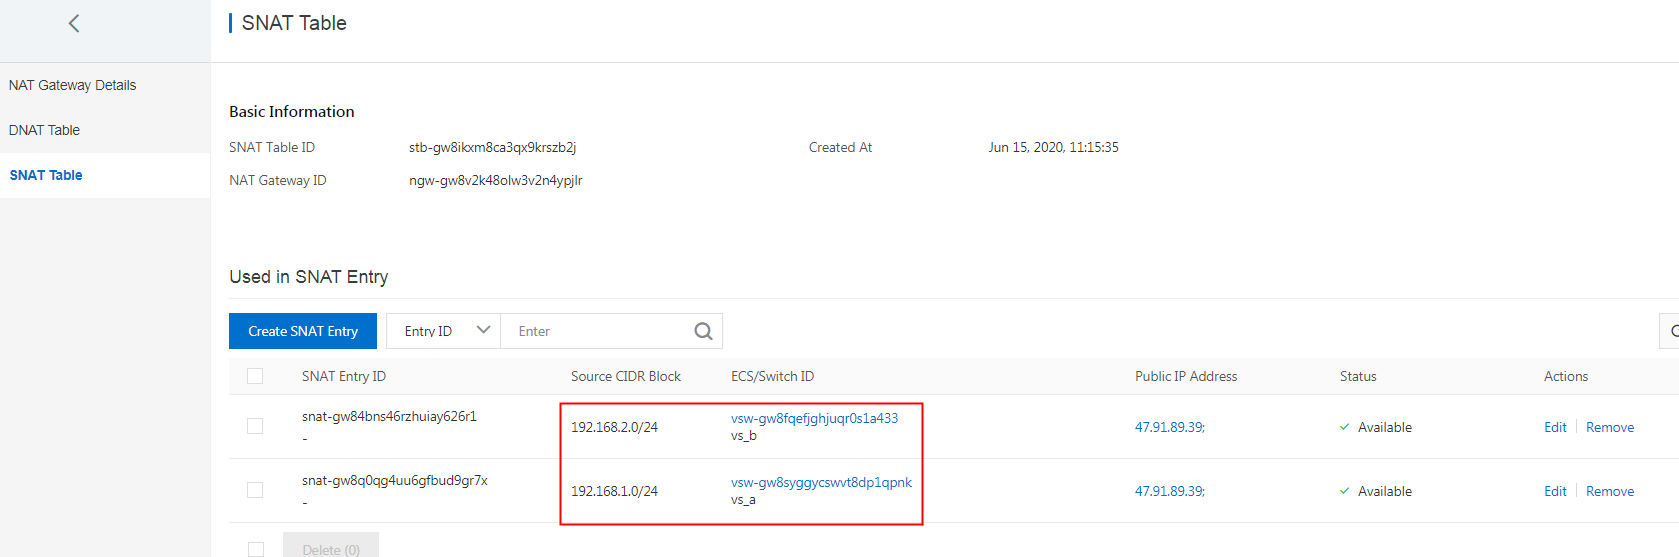 SNAT Table
NAT Gateway Details
DNAT Table
SNAT Table
Basic Information
SNAT Table ID stb-gw8ikxm8ca3qx9krszb2j Created At Jun 15, 2020, 11:15:35
NAT Gateway ID ngw-gw8v2k48olw3v2n4ypjlr
Used in SNAT Entry
Create SNAT Entry Entry ID Enter
SNAT Entry ID Source CIDR Block ECS/Switch ID Public IP Address Status Actions
snat-gw84bns46rzhuiay626r1 192.168.2.0/24 vsw-gw8fqefjghjuqr0s1a433 47.91.89.39; Available Edit Remove
- vs_b
snat-gw8q0qg4uu6gfbud9gr7x 192.168.1.0/24 vsw-gw8syggycswvt8dp1qpnk 47.91.89.39; Available Edit Remove
- vs_a
Delete (0)